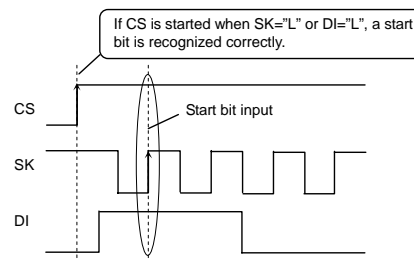 If CS is started when SK="L" or DI="L", a start
bit is recognized correctly.
CS
Start bit input
SK
DI